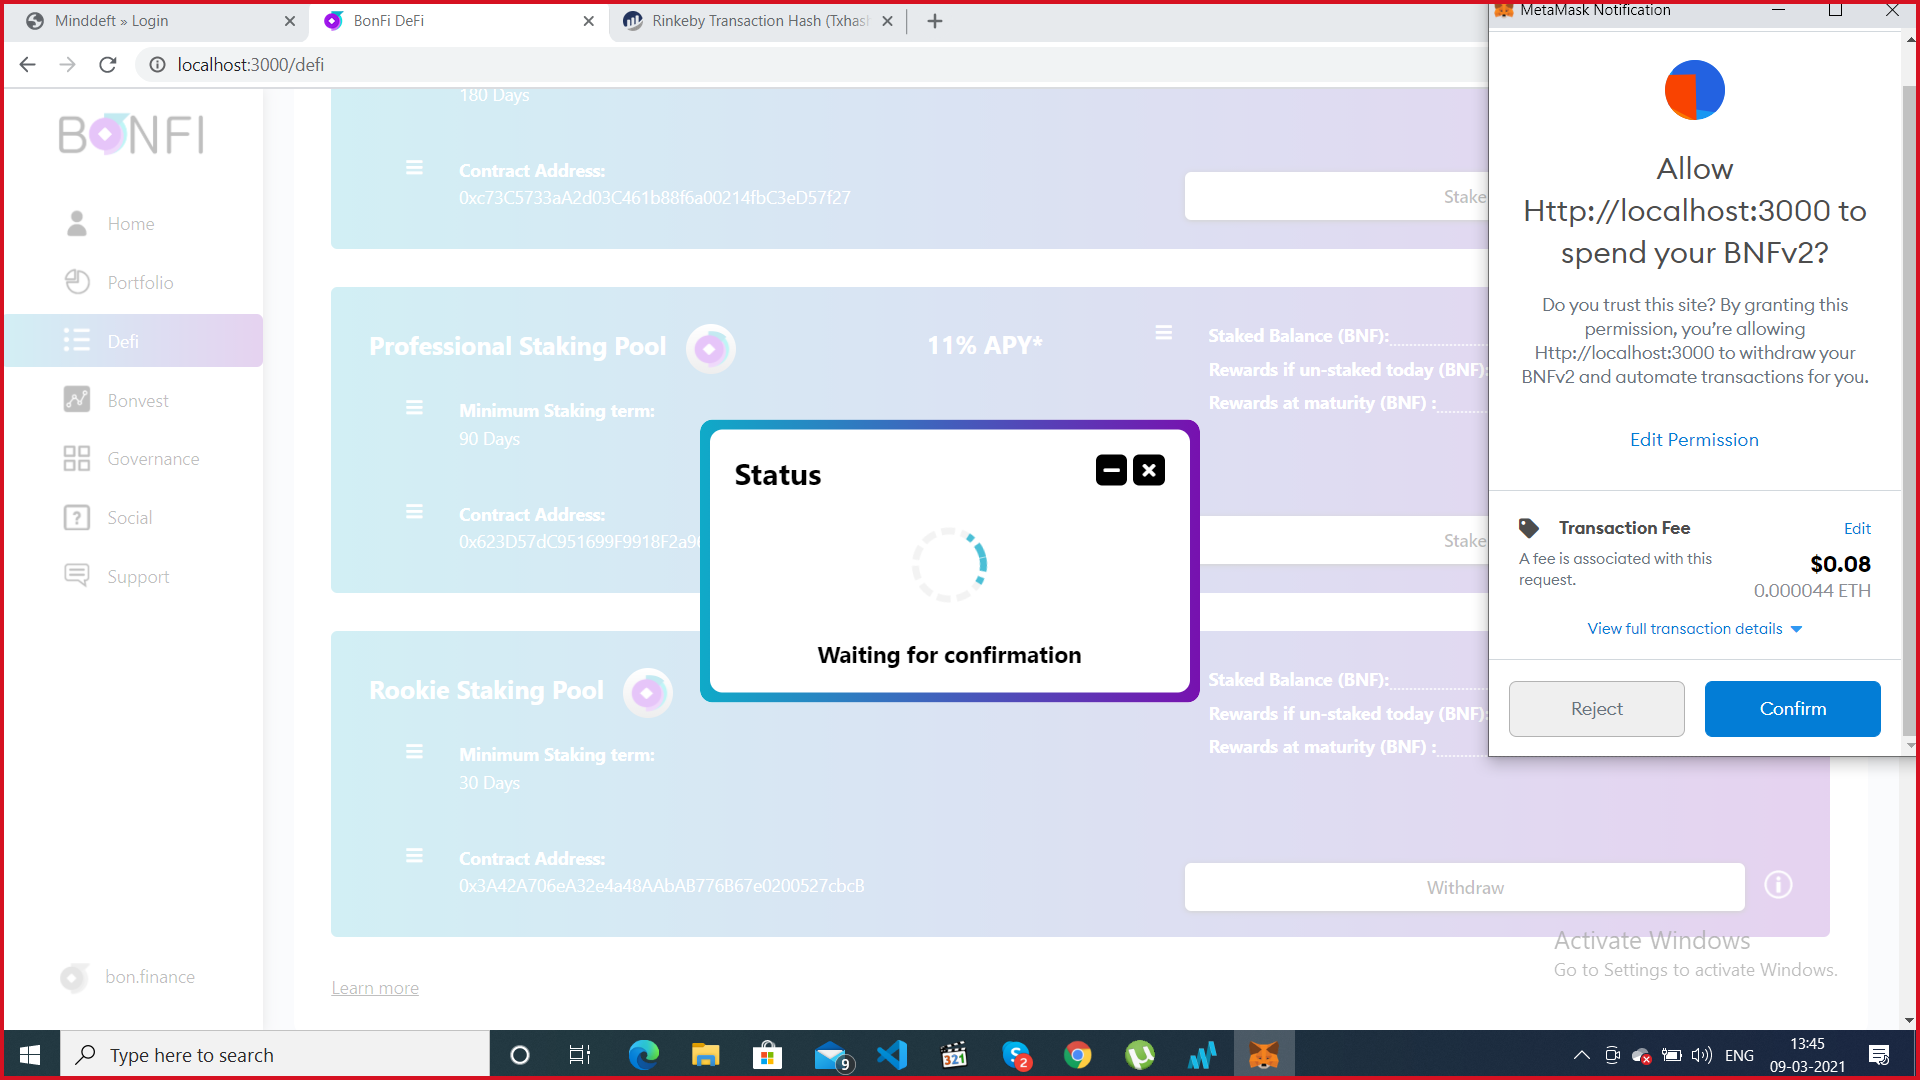 Minddeft » Login
BonFi DeFi
Rinkeby Transaction Hash (Txhas
localhost:3000/defi
BONFI
Home
Portfolio
Defi
Bonvest
Governance
Social
Support
bon.finance
180 Days
Contract Address:
0xc73C5733aA2d03C461b88f6a00214fbC3eD57f27
Stake
Professional Staking Pool
11% APY*
Minimum Staking term:
90 Days
Contract Address:
0x623D57dC951699F9918F2a9
Staked Balance (BNF):
Rewards if un-staked today (BNF):
Rewards at maturity (BNF) :
Stake
Status
Waiting for confirmation
Rookie Staking Pool
Minimum Staking term:
30 Days
Contract Address:
0x3A42A706eA32e4a48AAbAB776B67e0200527cbcB
Staked Balance (BNF):
Rewards if un-staked today (BNF):
Rewards at maturity (BNF) :
Withdraw
Learn more
MetaMask Notification
Allow
Http://localhost:3000 to
spend your BNFv2?
Do you trust this site? By granting this
permission, you’re allowing
Http://localhost:3000 to withdraw your
BNFv2 and automate transactions for you.
Edit Permission
Transaction Fee
Edit
A fee is associated with this
request.
$0.08
0.000044 ETH
View full transaction details
Reject
Confirm
Activate Windows
Go to Settings to activate Windows.
Type here to search
9
321
2
ENG
13:45
09-03-2021